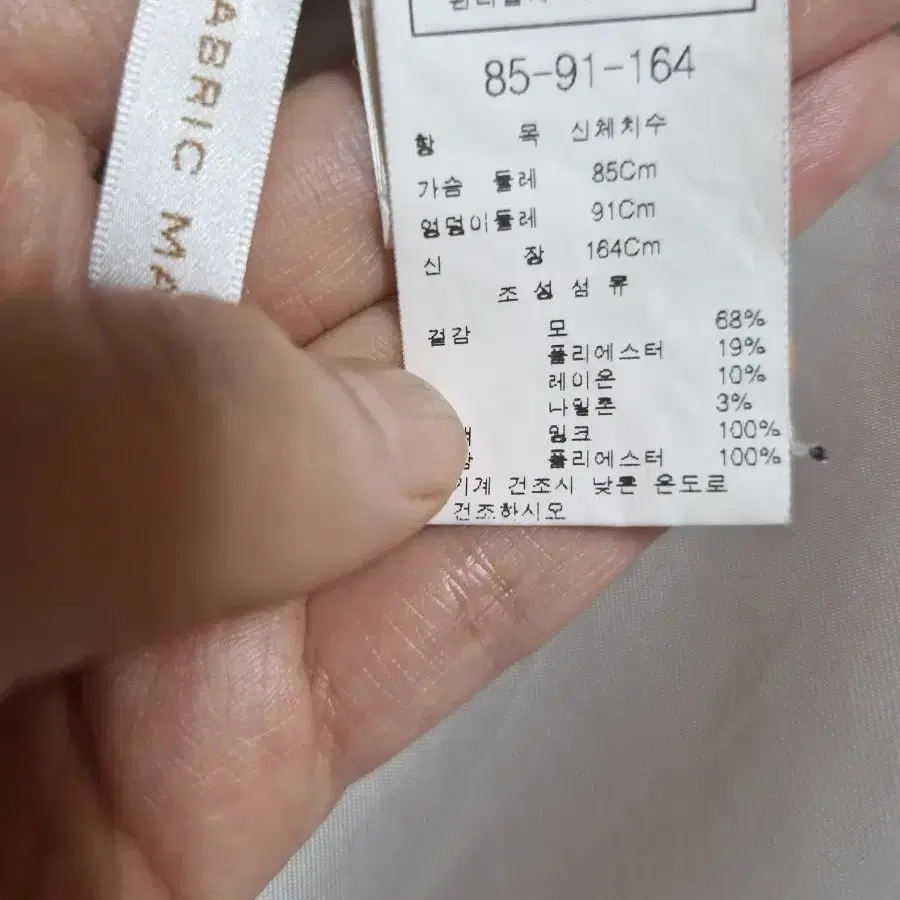 FABRIC MA
85-91-164
항 목 신체치수
가슴 둘레 85Cm
엉덩이둘레 91Cm
신 장 164Cm
조성섬유
겉감 모 68%
폴리에스터 19%
레이온 10%
나일론 3%
밍크 100%
폴리에스터 100%
기계 건조시 낮은 온도로
건조하시오